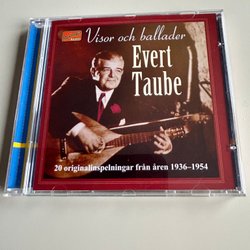 Visor och ballader
Evert
Taube
20 originalinspelningar från åren 1936-1954